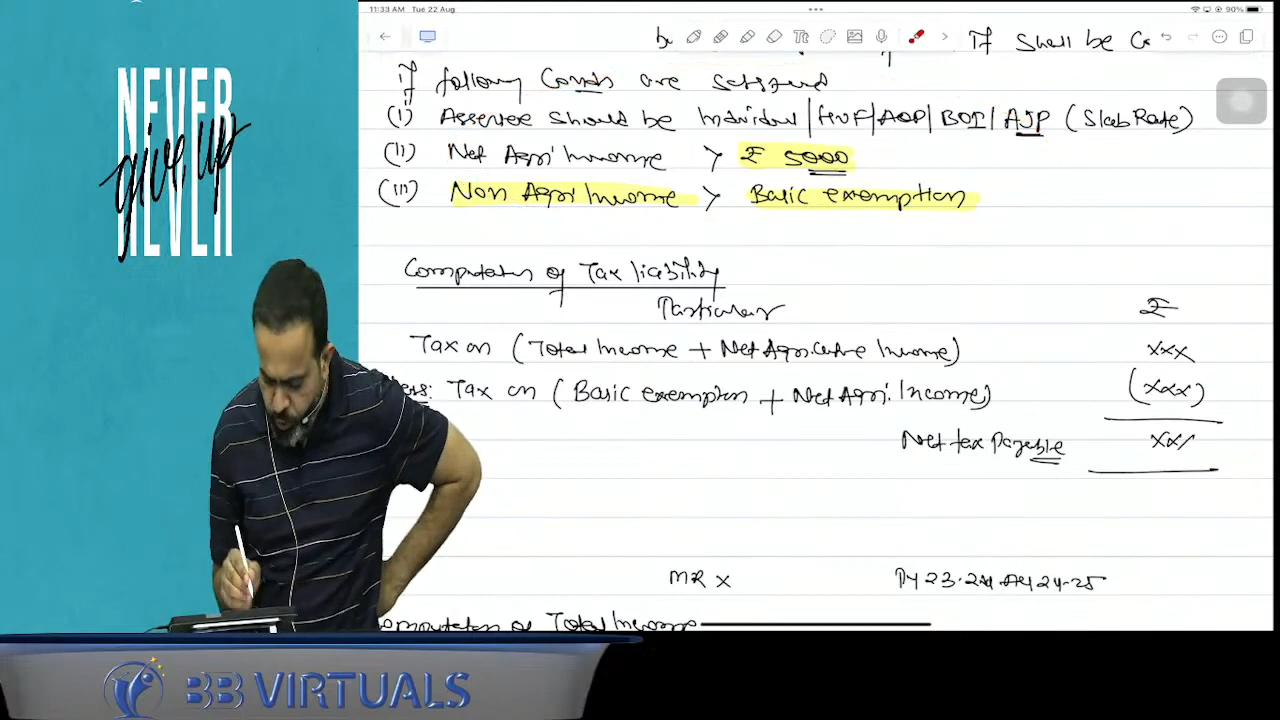 11:33 AM Tue 22 Aug
90%
If Shall be
NEVER
give up
NEVER
If following Condn are satisfied
(i) Assessee should be Individual / HUF / AOP / BOI / AJP (Slab Rate)
(ii) Net Agri Income > ₹ 5000
(iii) Non Agri Income > Basic exemption
Computation of Tax liability
Particular ₹
Tax on (Total Income + Net Agriculture Income) xxx
Tax on (Basic exemption + Net Agri. Income) (xxx)
Net tax payable xxx
MR X PY 23-24 AY 24-25
Computation of Total Income
BB VIRTUALS